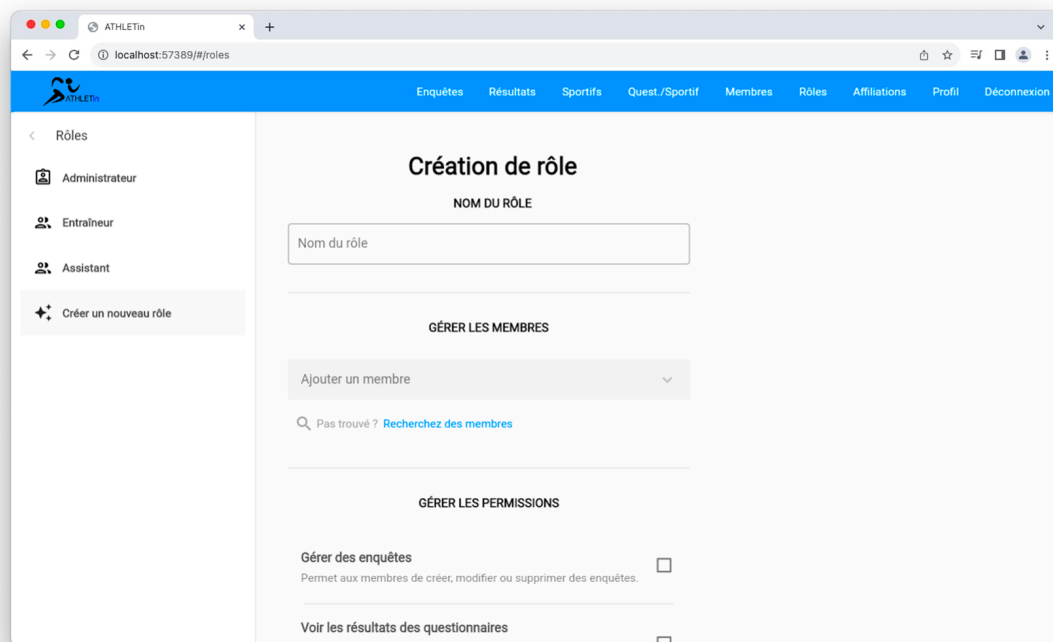 ATHLETin
localhost:57389/#/roles
ATHLETin
Enquêtes Résultats Sportifs Quest./Sportif Membres Rôles Affiliations Profil Déconnexion
Rôles
Administrateur
Entraîneur
Assistant
Créer un nouveau rôle
Création de rôle
NOM DU RÔLE
Nom du rôle
GÉRER LES MEMBRES
Ajouter un membre
Pas trouvé ? Recherchez des membres
GÉRER LES PERMISSIONS
Gérer des enquêtes
Permet aux membres de créer, modifier ou supprimer des enquêtes.
Voir les résultats des questionnaires